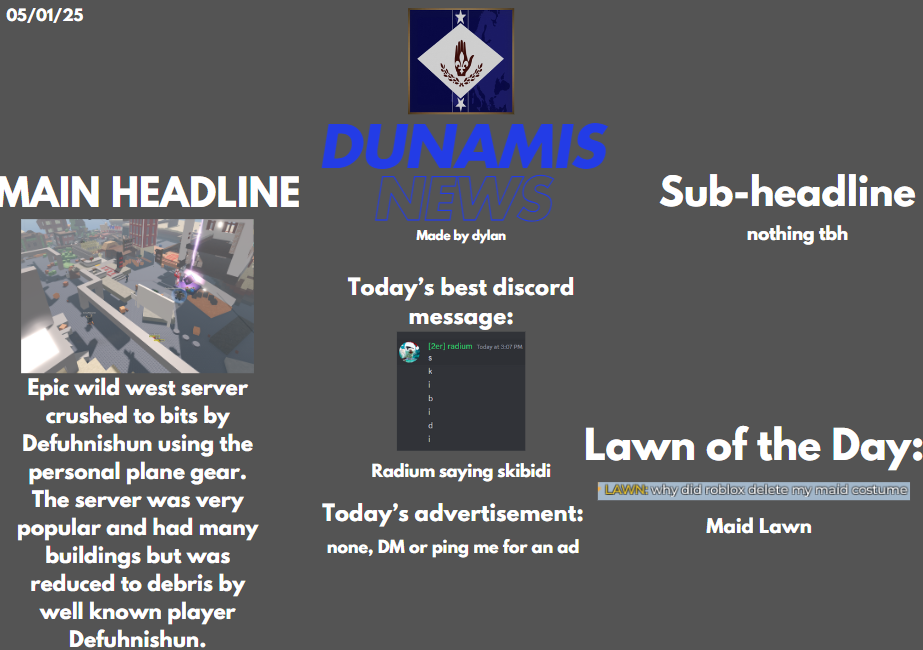 05/01/25
DUNAMIS
NEWS
Made by dylan
MAIN HEADLINE
Epic wild west server
crushed to bits by
Defuhnishun using the
personal plane gear.
The server was very
popular and had many
buildings but was
reduced to debris by
well known player
Defuhnishun.
Today's best discord
message:
[2er] radium Today at 3:07 PM
s
k
i
b
i
d
i
Radium saying skibidi
Today's advertisement:
none, DM or ping me for an ad
Sub-headline
nothing tbh
Lawn of the Day:
LAWN: why did roblox delete my maid costume
Maid Lawn